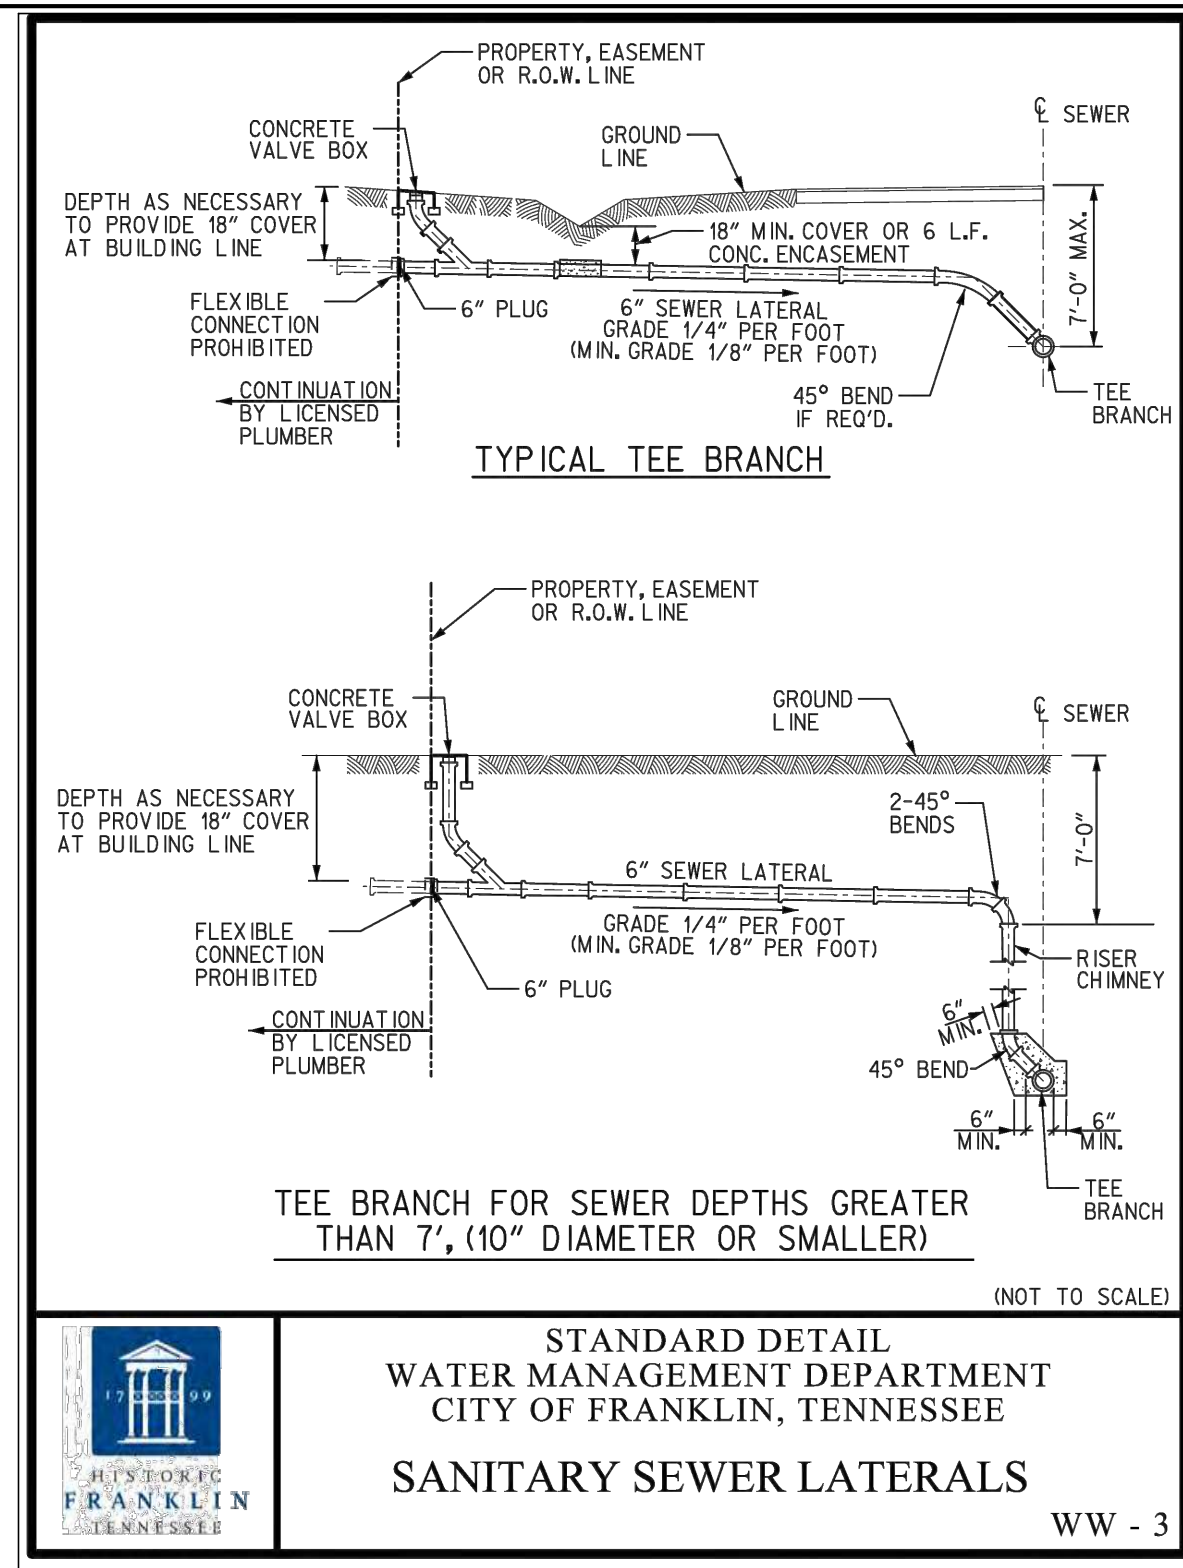 PROPERTY, EASEMENT
OR R.O.W. LINE
CONCRETE
VALVE BOX
GROUND
LINE
℄ SEWER
DEPTH AS NECESSARY
TO PROVIDE 18" COVER
AT BUILDING LINE
18" MIN. COVER OR 6 L.F.
CONC. ENCASEMENT
7'-0" MAX.
FLEXIBLE
CONNECTION
PROHIBITED
6" PLUG
6" SEWER LATERAL
GRADE 1/4" PER FOOT
(MIN. GRADE 1/8" PER FOOT)
CONTINUATION
BY LICENSED
PLUMBER
45° BEND
IF REQ'D.
TEE
BRANCH
TYPICAL TEE BRANCH
PROPERTY, EASEMENT
OR R.O.W. LINE
CONCRETE
VALVE BOX
GROUND
LINE
℄ SEWER
DEPTH AS NECESSARY
TO PROVIDE 18" COVER
AT BUILDING LINE
2-45°
BENDS
7'-0"
6" SEWER LATERAL
GRADE 1/4" PER FOOT
(MIN. GRADE 1/8" PER FOOT)
FLEXIBLE
CONNECTION
PROHIBITED
6" PLUG
RISER
CHIMNEY
CONTINUATION
BY LICENSED
PLUMBER
6"
MIN.
45° BEND
6"
MIN.
6"
MIN.
TEE
BRANCH
TEE BRANCH FOR SEWER DEPTHS GREATER
THAN 7', (10" DIAMETER OR SMALLER)
(NOT TO SCALE)
17 99
HISTORIC
FRANKLIN
TENNESSEE
STANDARD DETAIL
WATER MANAGEMENT DEPARTMENT
CITY OF FRANKLIN, TENNESSEE
SANITARY SEWER LATERALS
WW - 3